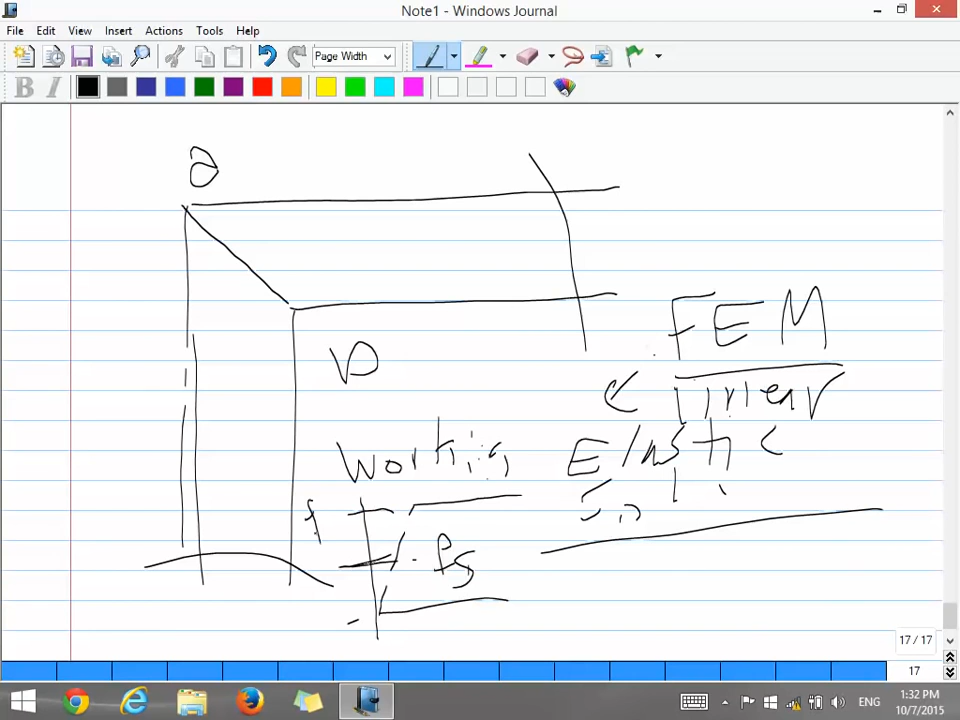 Note1 - Windows Journal
File Edit View Insert Actions Tools Help
Page Width
B I
FEM
Linear
Elastic
fs
17 / 17
17
ENG
1:32 PM
10/7/2015